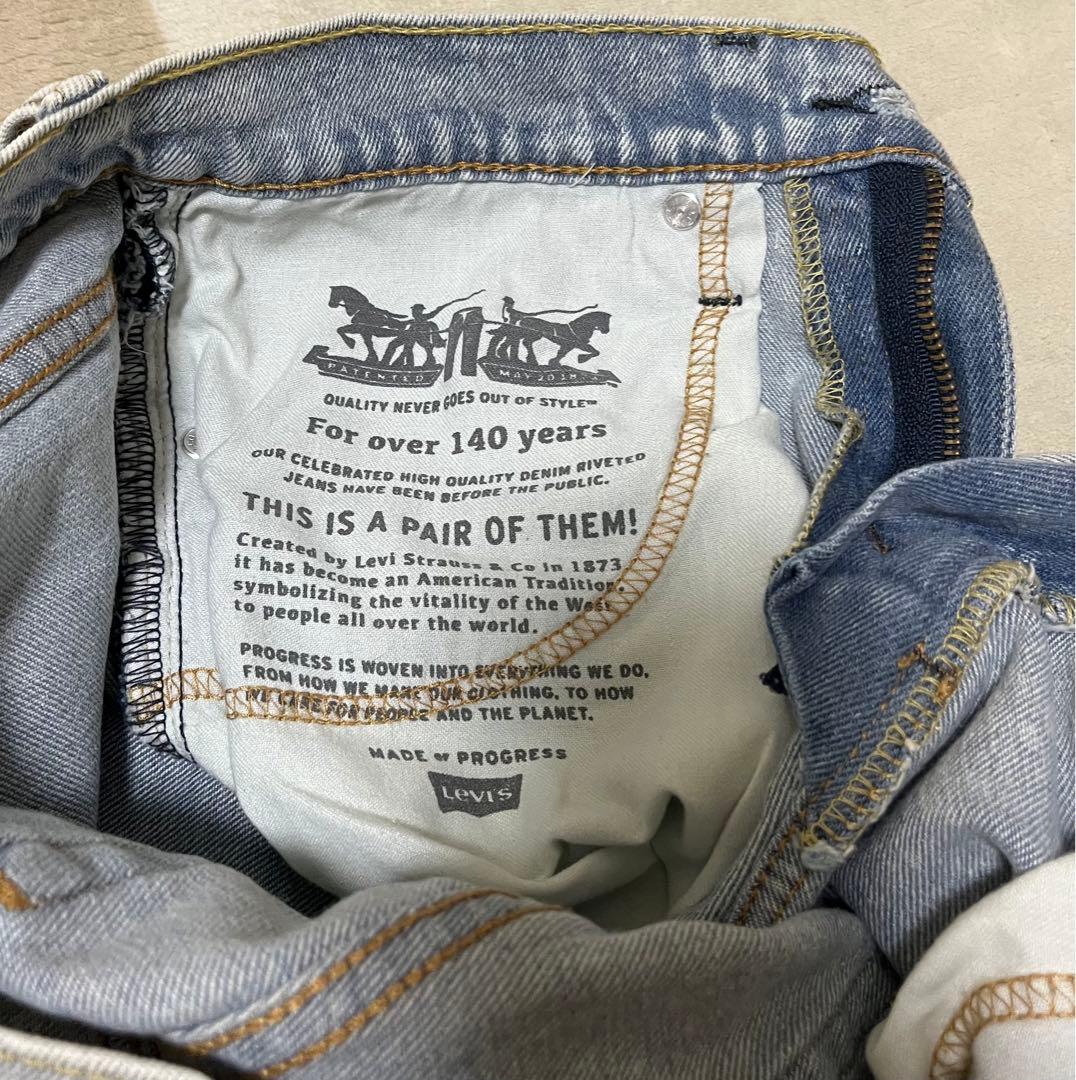 PATENTED MAY 20 18
QUALITY NEVER GOES OUT OF STYLE™
For over 140 years
OUR CELEBRATED HIGH QUALITY DENIM RIVETED
JEANS HAVE BEEN BEFORE THE PUBLIC.
THIS IS A PAIR OF THEM!
Created by Levi Strauss & Co in 1873
it has become an American Tradition,
symbolizing the vitality of the West
to people all over the world.
PROGRESS IS WOVEN INTO EVERYTHING WE DO,
FROM HOW WE MAKE OUR CLOTHING, TO HOW
WE CARE FOR PEOPLE AND THE PLANET.
MADE OF PROGRESS
Levi's